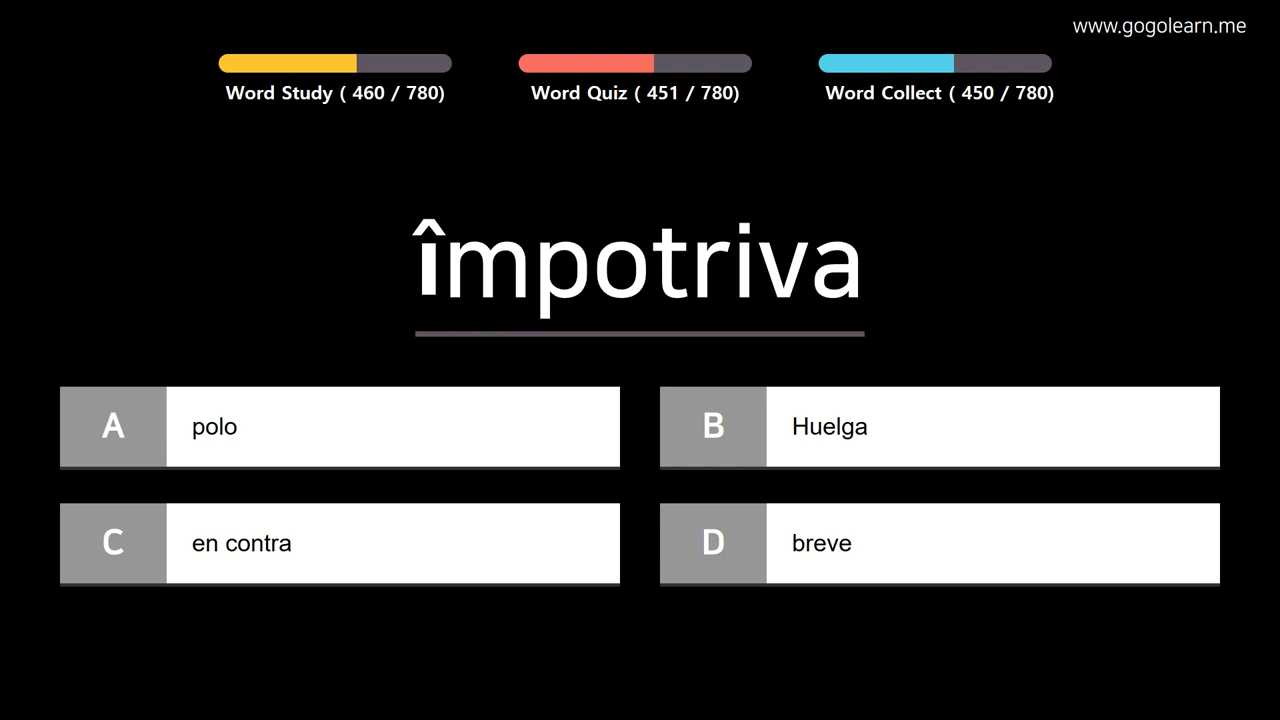 www.gogolearn.me
Word Study ( 460 / 780)
Word Quiz ( 451 / 780)
Word Collect ( 450 / 780)
împotriva
A polo
B Huelga
C en contra
D breve